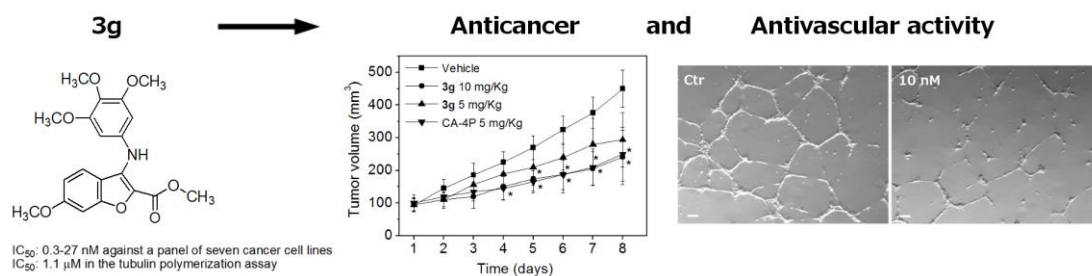 3g
Anticancer and Antivascular activity
OCH₃
H₃CO
OCH₃
H₃CO
NH
O
CH₃
H₃CO
O
O
IC₅₀: 0.3-27 nM against a panel of seven cancer cell lines
IC₅₀: 1.1 μM in the tubulin polymerization assay
Tumor volume (mm³)
500
400
300
200
100
0
Vehicle
3g 10 mg/Kg
3g 5 mg/Kg
CA-4P 5 mg/Kg
* * * * * * * *
1 2 3 4 5 6 7 8
Time (days)
Ctr
10 nM